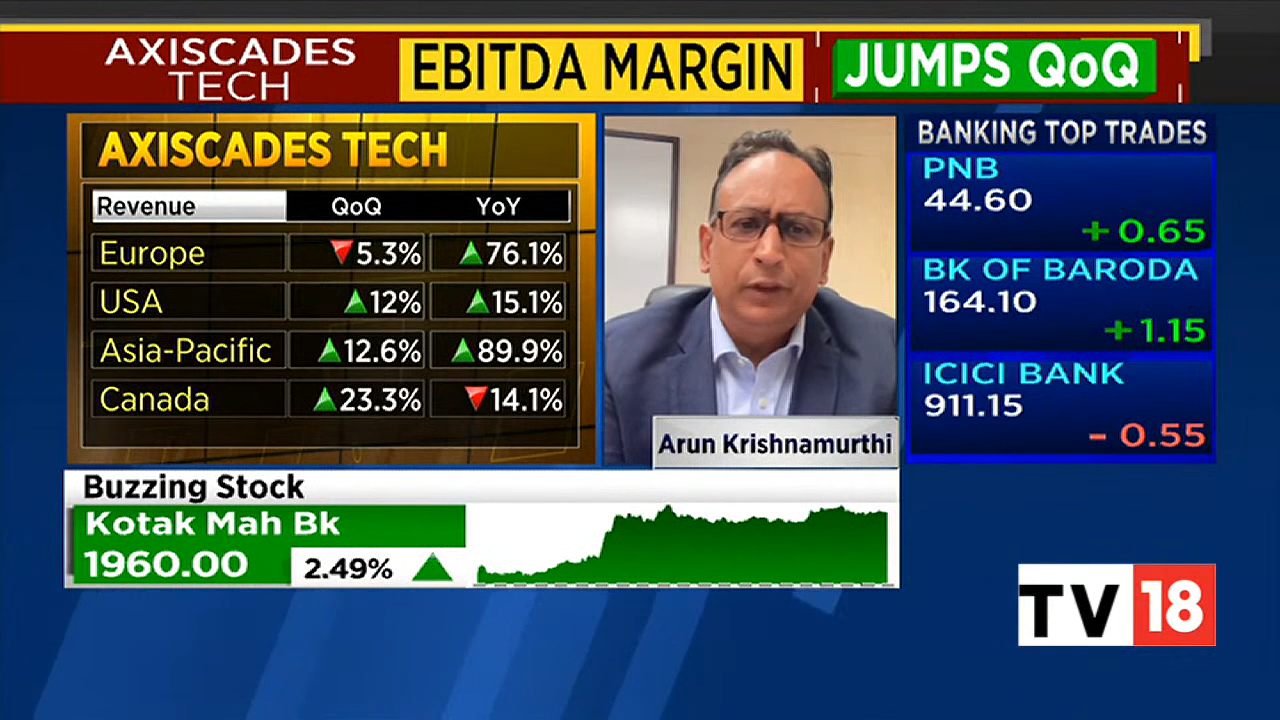 AXISCADES
TECH
EBITDA MARGIN
JUMPS QoQ
AXISCADES TECH
Revenue QoQ YoY
Europe 5.3% 76.1%
USA 12% 15.1%
Asia-Pacific 12.6% 89.9%
Canada 23.3% 14.1%
Arun Krishnamurthi
BANKING TOP TRADES
PNB
44.60
+0.65
BK OF BARODA
164.10
+1.15
ICICI BANK
911.15
- 0.55
Buzzing Stock
Kotak Mah Bk
1960.00 2.49%
TV18